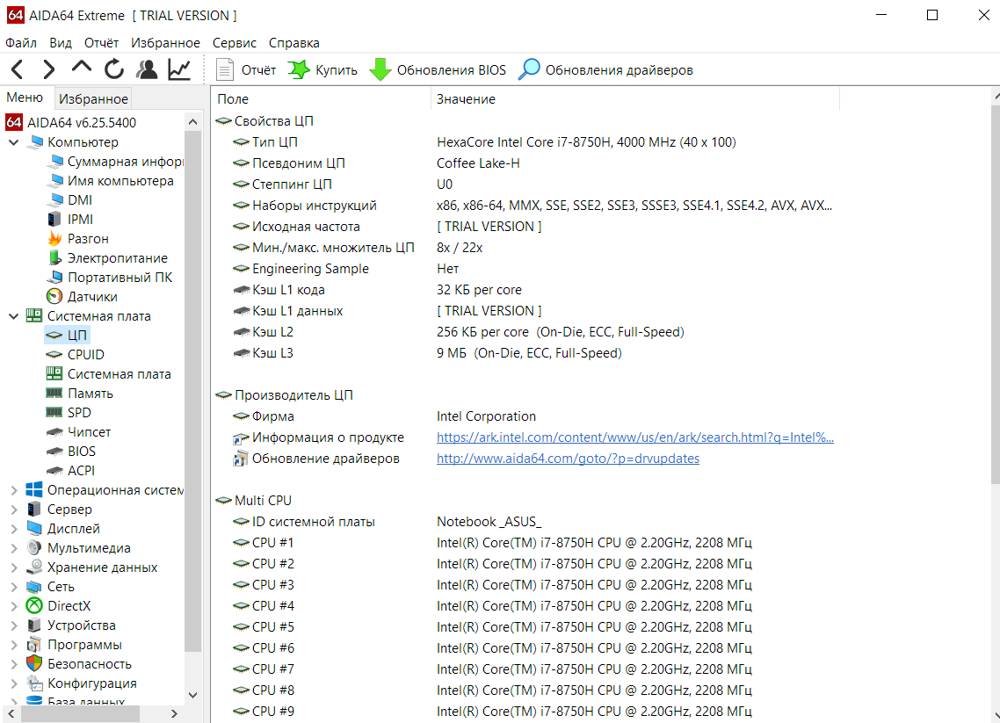 64 AIDA64 Extreme [ TRIAL VERSION ]
Файл Вид Отчёт Избранное Сервис Справка
Отчёт Купить Обновления BIOS Обновления драйверов
Меню Избранное
64 AIDA64 v6.25.5400
Компьютер
Суммарная инфор
Имя компьютера
DMI
IPMI
Разгон
Электропитание
Портативный ПК
Датчики
Системная плата
ЦП
CPUID
Системная плата
Память
SPD
Чипсет
BIOS
ACPI
Операционная систем
Сервер
Дисплей
Мультимедиа
Хранение данных
Сеть
DirectX
Устройства
Программы
Безопасность
Конфигурация
База данных
Поле Значение
Свойства ЦП
Тип ЦП HexaCore Intel Core i7-8750H, 4000 MHz (40 x 100)
Псевдоним ЦП Coffee Lake-H
Степпинг ЦП U0
Наборы инструкций x86, x86-64, MMX, SSE, SSE2, SSE3, SSSE3, SSE4.1, SSE4.2, AVX, AVX...
Исходная частота [ TRIAL VERSION ]
Мин./макс. множитель ЦП 8x / 22x
Engineering Sample Нет
Кэш L1 кода 32 КБ per core
Кэш L1 данных [ TRIAL VERSION ]
Кэш L2 256 КБ per core (On-Die, ECC, Full-Speed)
Кэш L3 9 МБ (On-Die, ECC, Full-Speed)
Производитель ЦП
Фирма Intel Corporation
Информация о продукте https://ark.intel.com/content/www/us/en/ark/search.html?q=Intel%...
Обновление драйверов http://www.aida64.com/goto/?p=drvupdates
Multi CPU
ID системной платы Notebook _ASUS_
CPU #1 Intel(R) Core(TM) i7-8750H CPU @ 2.20GHz, 2208 МГц
CPU #2 Intel(R) Core(TM) i7-8750H CPU @ 2.20GHz, 2208 МГц
CPU #3 Intel(R) Core(TM) i7-8750H CPU @ 2.20GHz, 2208 МГц
CPU #4 Intel(R) Core(TM) i7-8750H CPU @ 2.20GHz, 2208 МГц
CPU #5 Intel(R) Core(TM) i7-8750H CPU @ 2.20GHz, 2208 МГц
CPU #6 Intel(R) Core(TM) i7-8750H CPU @ 2.20GHz, 2208 МГц
CPU #7 Intel(R) Core(TM) i7-8750H CPU @ 2.20GHz, 2208 МГц
CPU #8 Intel(R) Core(TM) i7-8750H CPU @ 2.20GHz, 2208 МГц
CPU #9 Intel(R) Core(TM) i7-8750H CPU @ 2.20GHz, 2208 МГц